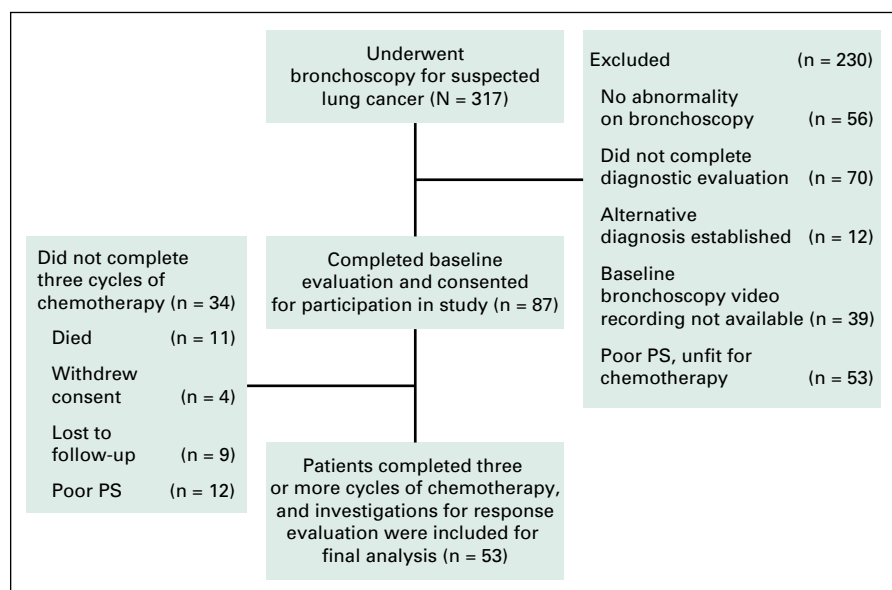 Underwent
bronchoscopy for suspected
lung cancer (N = 317)
Excluded (n = 230)
No abnormality
on bronchoscopy (n = 56)
Did not complete
diagnostic evaluation (n = 70)
Alternative
diagnosis established (n = 12)
Baseline
bronchoscopy video
recording not available (n = 39)
Poor PS, unfit for
chemotherapy (n = 53)
Completed baseline
evaluation and consented
for participation in study (n = 87)
Did not complete
three cycles of
chemotherapy (n = 34)
Died (n = 11)
Withdrew
consent (n = 4)
Lost to
follow-up (n = 9)
Poor PS (n = 12)
Patients completed three
or more cycles of chemotherapy,
and investigations for response
evaluation were included for
final analysis (n = 53)